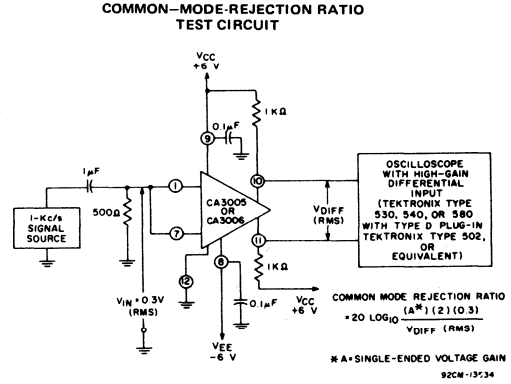 COMMON-MODE-REJECTION RATIO
TEST CIRCUIT
VCC
+6 V
1 KΩ
0.1μF
9
1μF
10
1
CA3005
OR
CA3006
7
500Ω
1-Kc/s
SIGNAL
SOURCE
VDIFF
(RMS)
OSCILLOSCOPE
WITH HIGH-GAIN
DIFFERENTIAL
INPUT
(TEKTRONIX TYPE
530, 540, OR 580
WITH TYPE D PLUG-IN
TEKTRONIX TYPE 502,
OR
EQUIVALENT)
11
8
12
1KΩ
VIN = 0.3V
(RMS)
0.1μF
VCC
+6 V
VEE
-6 V
COMMON MODE REJECTION RATIO
= 20 LOG10 (A*) (2) (0.3)
VDIFF (RMS)
* A = SINGLE-ENDED VOLTAGE GAIN